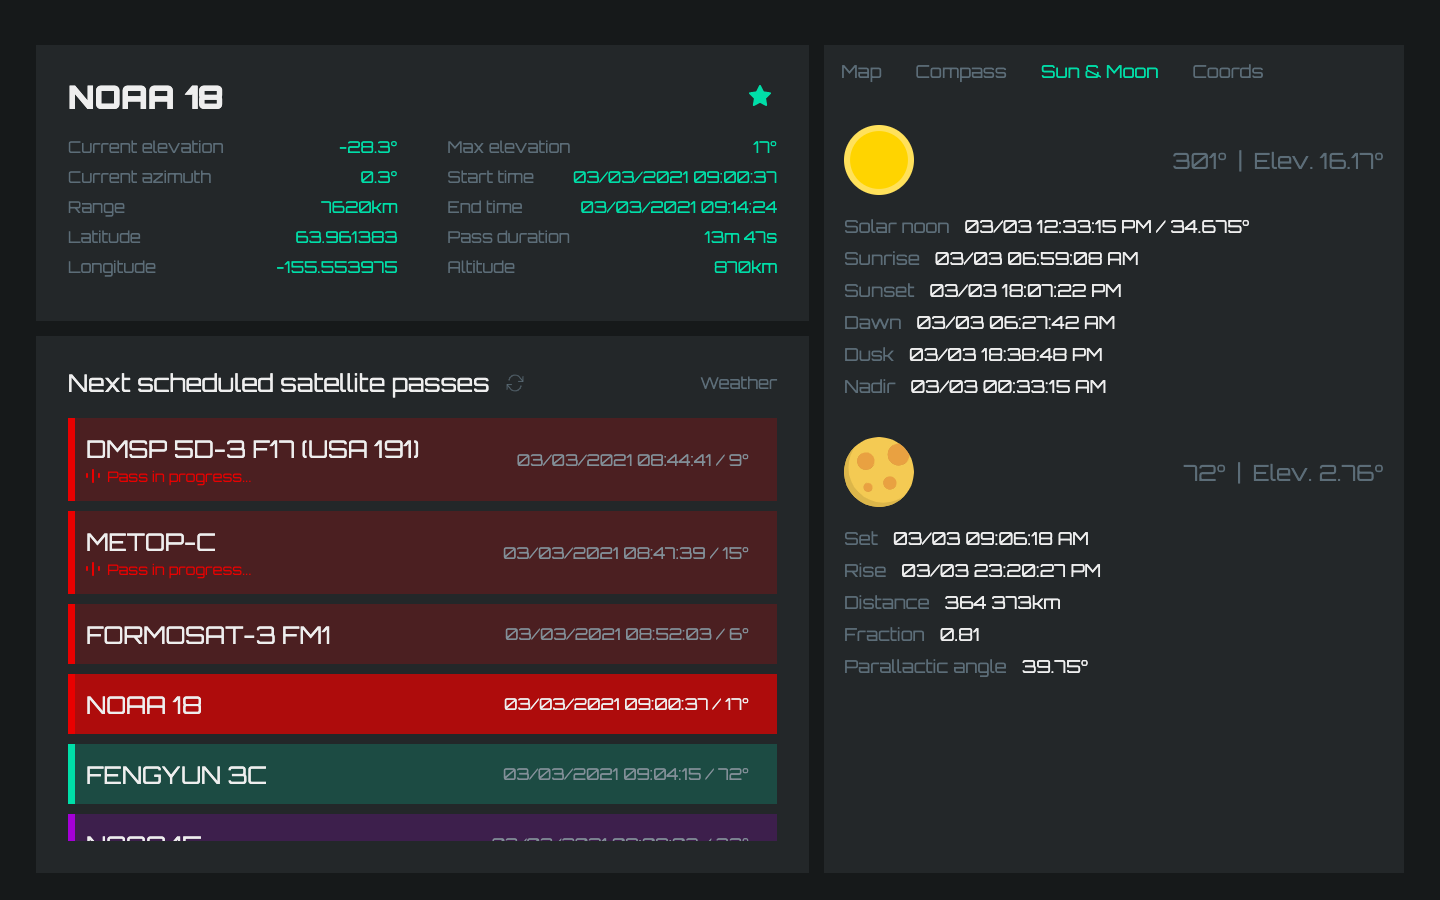 NOAA 18
Current elevation -28.3°
Current azimuth 0.3°
Range 7620km
Latitude 63.961383
Longitude -155.553975
Max elevation 17°
Start time 03/03/2021 09:00:37
End time 03/03/2021 09:14:24
Pass duration 13m 47s
Altitude 870km
Next scheduled satellite passes
Weather
DMSP 5D-3 F17 (USA 191)
Pass in progress...
03/03/2021 08:44:41 / 9°
METOP-C
Pass in progress...
03/03/2021 08:47:39 / 15°
FORMOSAT-3 FM1 03/03/2021 08:52:03 / 6°
NOAA 18 03/03/2021 09:00:37 / 17°
FENGYUN 3C 03/03/2021 09:04:15 / 72°
Map Compass Sun & Moon Coords
301° | Elev. 16.17°
Solar noon 03/03 12:33:15 PM / 34.675°
Sunrise 03/03 06:59:08 AM
Sunset 03/03 18:07:22 PM
Dawn 03/03 06:27:42 AM
Dusk 03/03 18:38:48 PM
Nadir 03/03 00:33:15 AM
72° | Elev. 2.76°
Set 03/03 09:06:18 AM
Rise 03/03 23:20:27 PM
Distance 364 373km
Fraction 0.81
Parallactic angle 39.75°